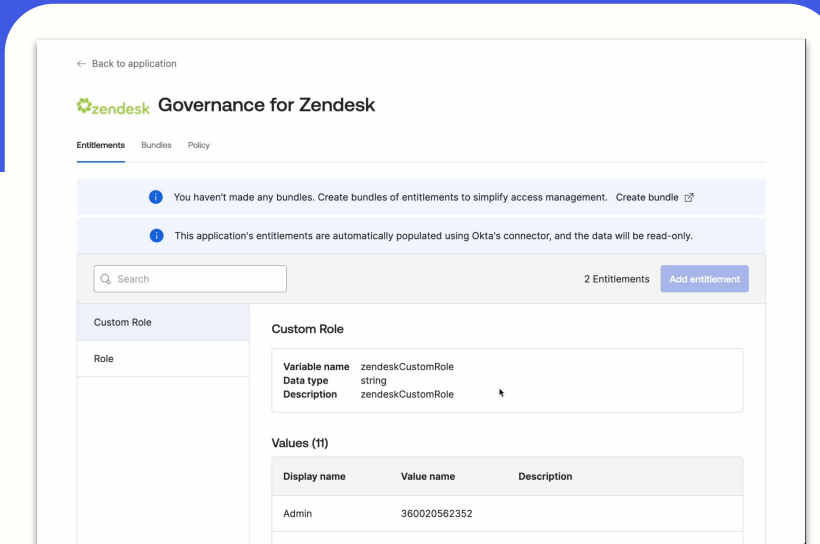 ← Back to application
zendesk Governance for Zendesk
Entitlements Bundles Policy
You haven't made any bundles. Create bundles of entitlements to simplify access management. Create bundle
This application's entitlements are automatically populated using Okta's connector, and the data will be read-only.
Search 2 Entitlements Add entitlement
Custom Role
Role
Custom Role
Variable name zendeskCustomRole
Data type string
Description zendeskCustomRole
Values (11)
Display name Value name Description
Admin 360020562352